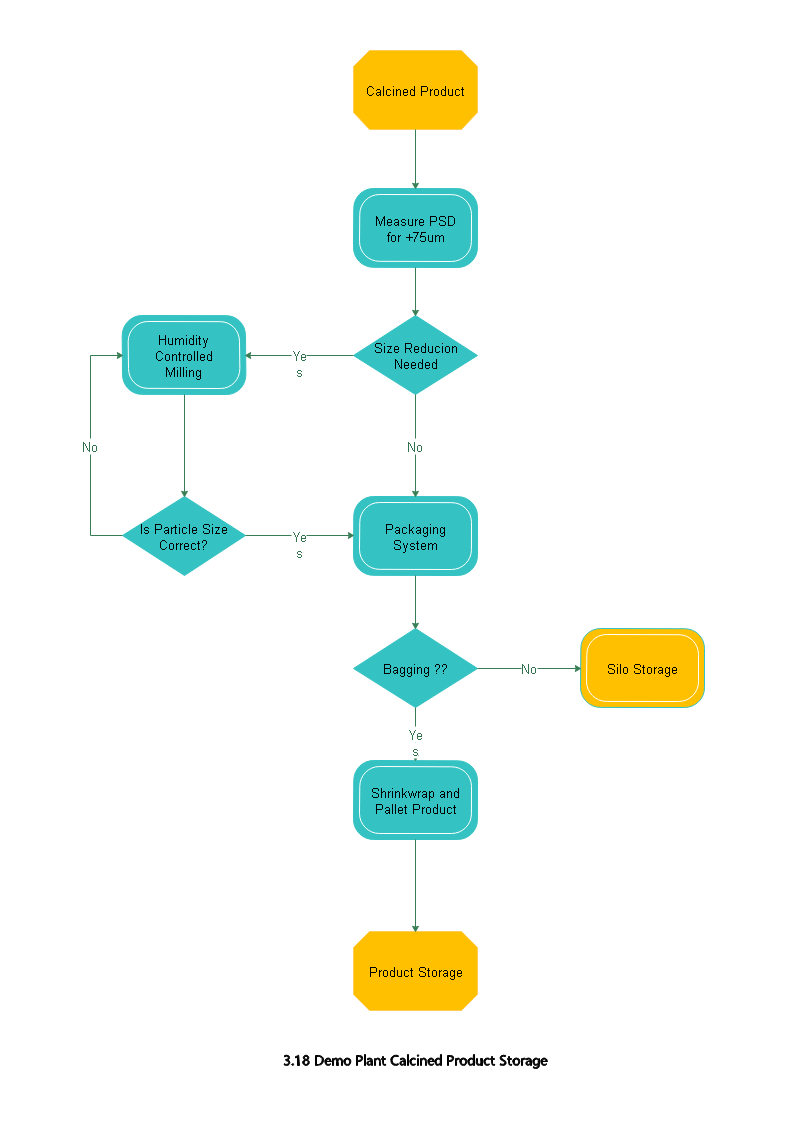 Calcined Product
Measure PSD
for +75um
Size Reducion
Needed
Humidity
Controlled
Milling
Ye
s
No
No
Is Particle Size
Correct?
Ye
s
Packaging
System
Bagging ??
No
Silo Storage
Ye
s
Shrinkwrap and
Pallet Product
Product Storage
3.18 Demo Plant Calcined Product Storage